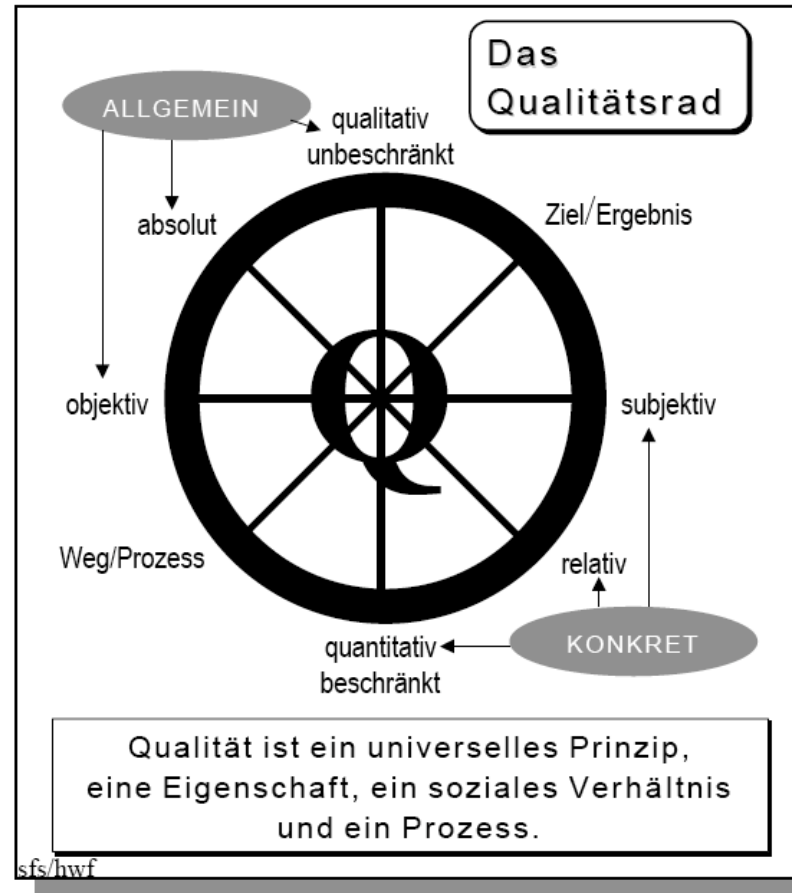 Das
Qualitätsrad
ALLGEMEIN
qualitativ
unbeschränkt
absolut
Ziel/Ergebnis
objektiv
Q
subjektiv
Weg/Prozess
relativ
quantitativ
beschränkt
KONKRET
Qualität ist ein universelles Prinzip,
eine Eigenschaft, ein soziales Verhältnis
und ein Prozess.
sfs/hwf